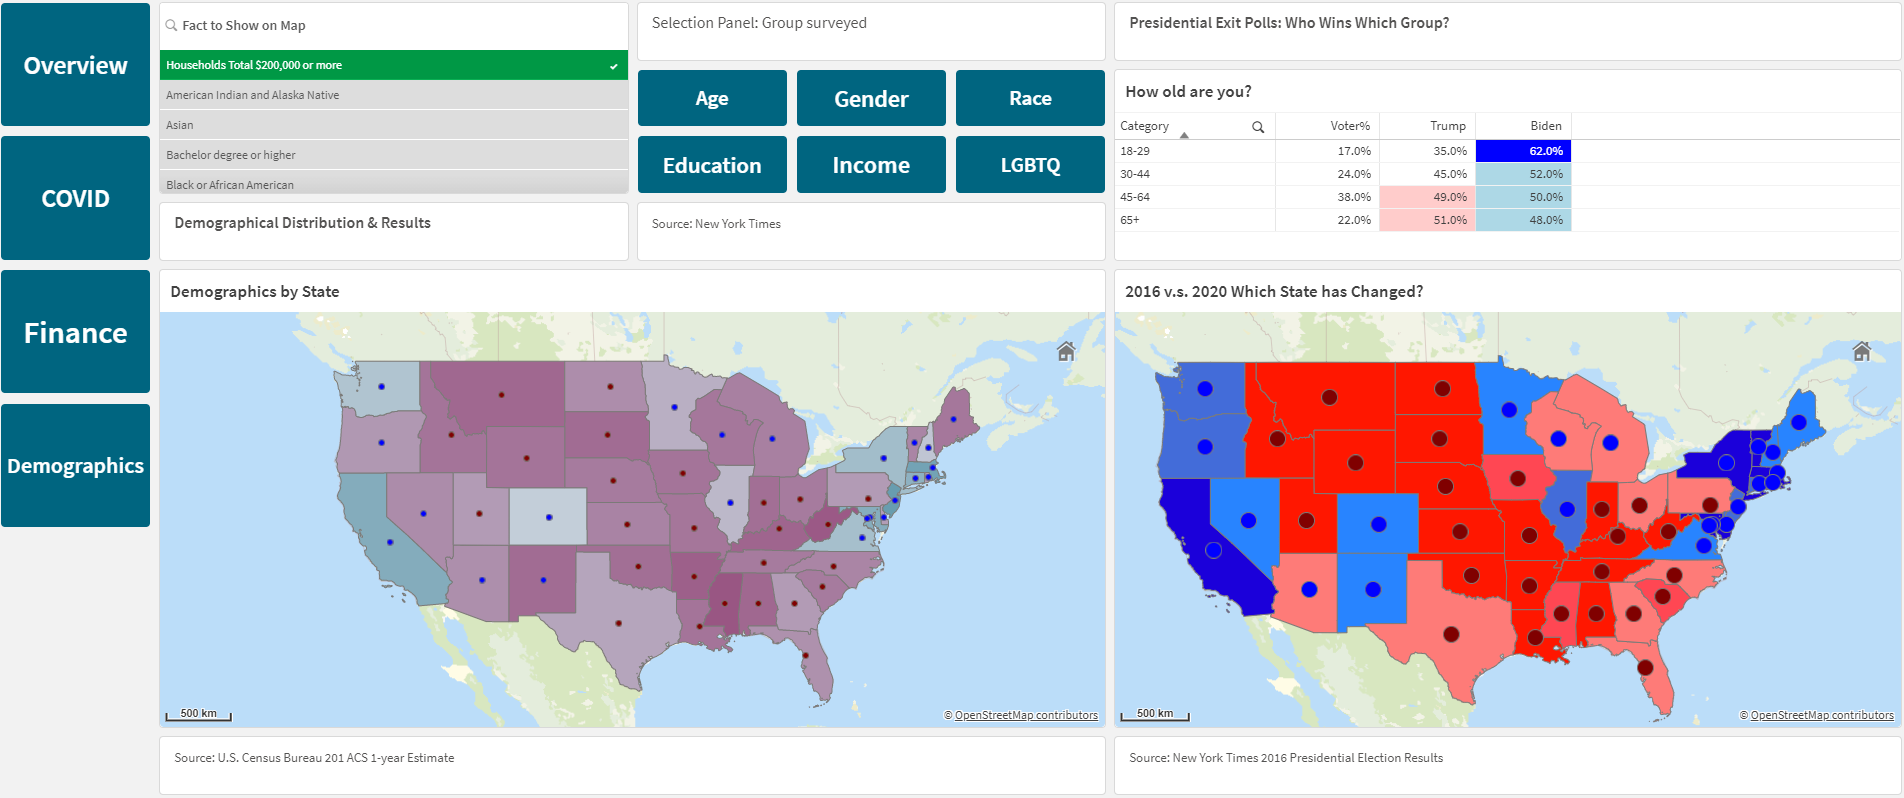 Overview
COVID
Finance
Demographics
Fact to Show on Map
Households Total $200,000 or more
American Indian and Alaska Native
Asian
Bachelor degree or higher
Black or African American
Demographical Distribution & Results
Selection Panel: Group surveyed
Age
Gender
Race
Education
Income
LGBTQ
Source: New York Times
Presidential Exit Polls: Who Wins Which Group?
How old are you?
Category Voter% Trump Biden
18-29 17.0% 35.0% 62.0%
30-44 24.0% 45.0% 52.0%
45-64 38.0% 49.0% 50.0%
65+ 22.0% 51.0% 48.0%
Demographics by State
500 km
© OpenStreetMap contributors
Source: U.S. Census Bureau 201 ACS 1-year Estimate
2016 v.s. 2020 Which State has Changed?
500 km
© OpenStreetMap contributors
Source: New York Times 2016 Presidential Election Results